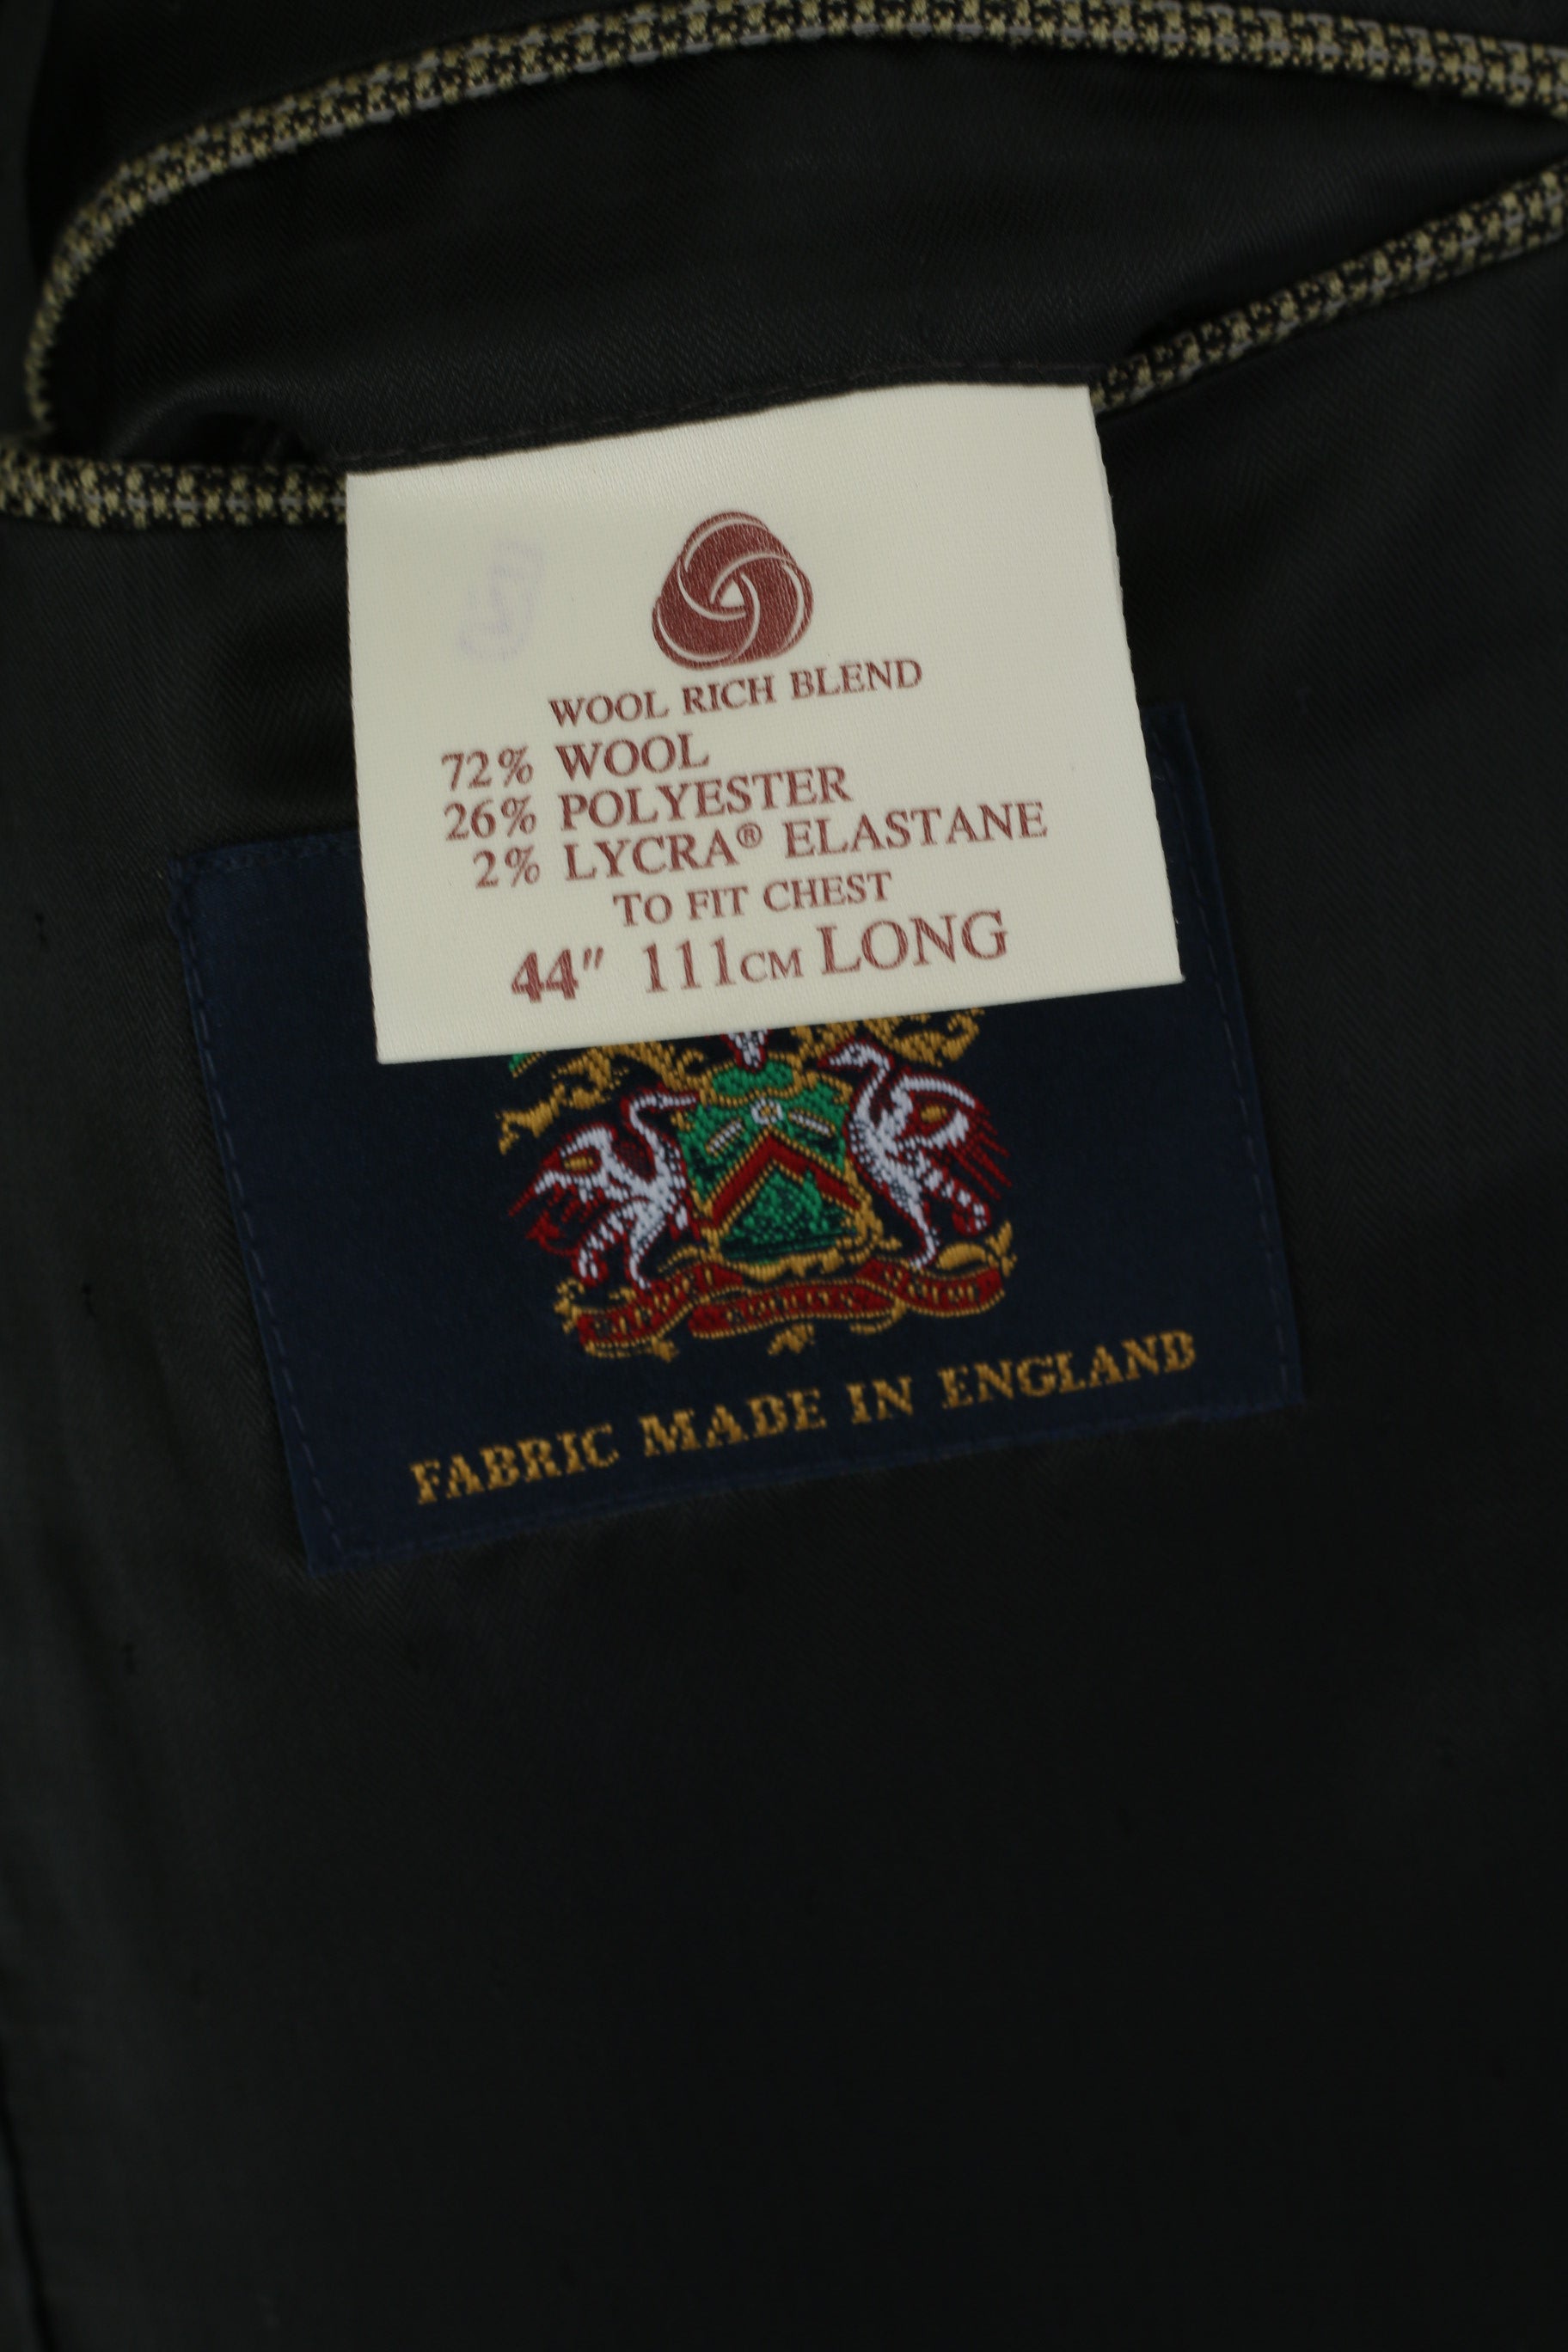 WOOL RICH BLEND
72% WOOL
26% POLYESTER
2% LYCRA® ELASTANE
TO FIT CHEST
44" 111CM LONG
FABRIC MADE IN ENGLAND